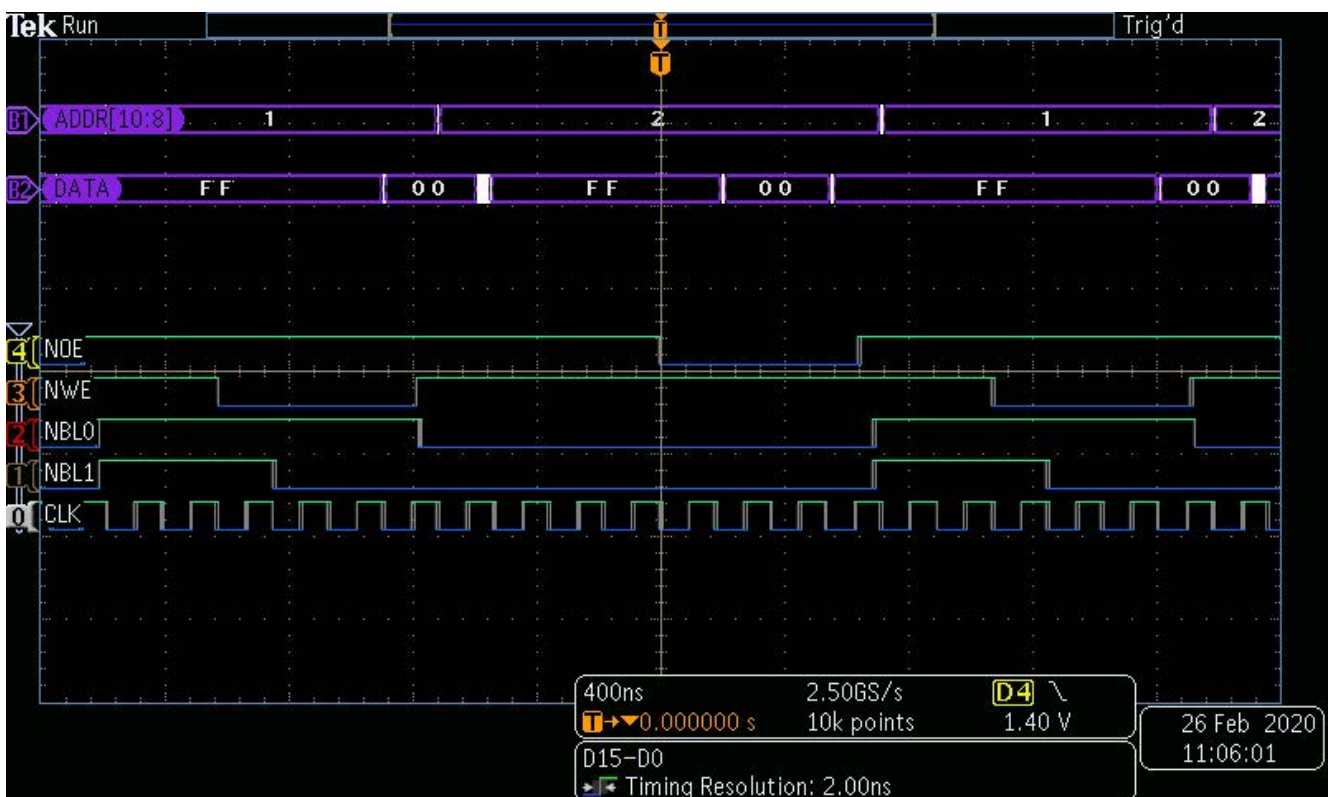 Tek Run Trig'd
T
T
B1 ADDR[10:8] 1 2 1 2
B2 DATA FF 00 FF 00 FF 00
4 NOE
3 NWE
2 NBL0
1 NBL1
0 CLK
400ns 2.50GS/s D4
T→▼0.000000 s 10k points 1.40 V
D15-D0
Timing Resolution: 2.00ns
26 Feb 2020
11:06:01